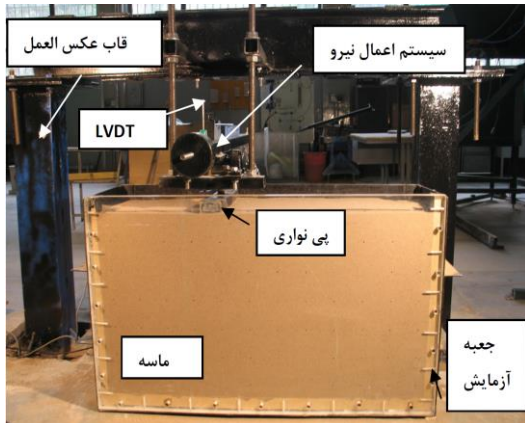 قاب عکس العمل
سیستم اعمال نیرو
LVDT
پی نواری
ماسه
جعبه
آزمایش